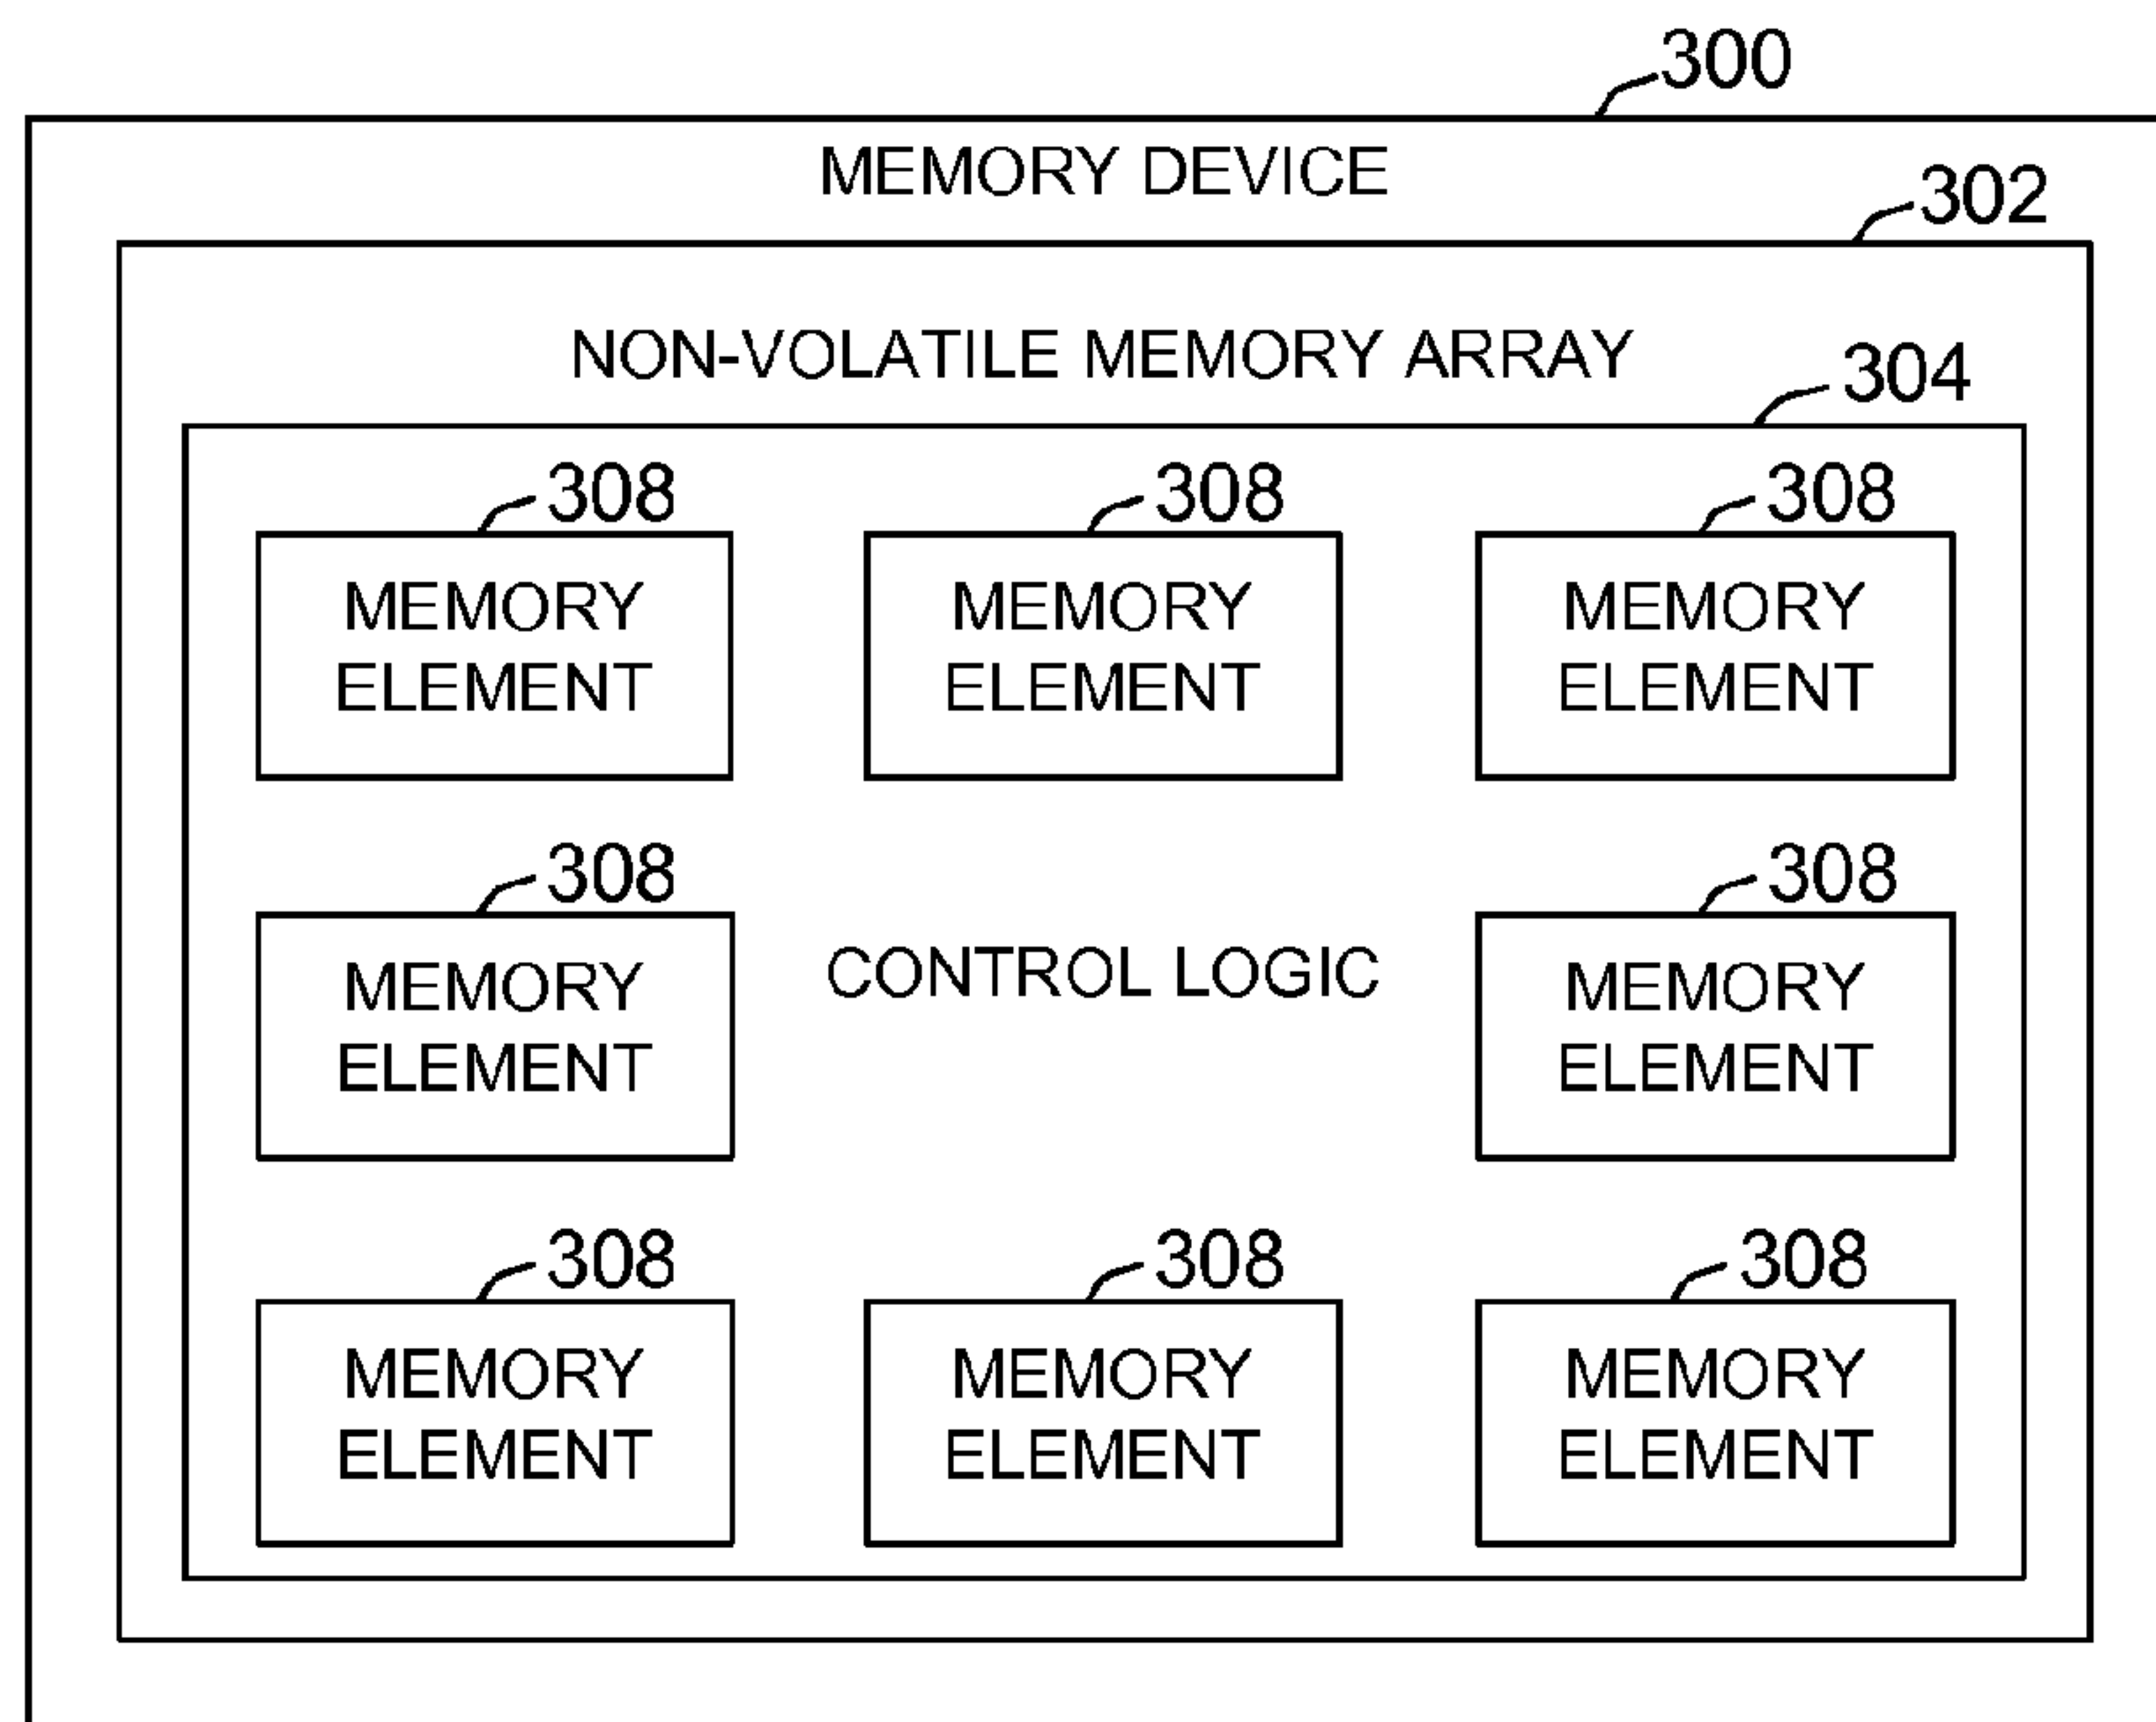 300
MEMORY DEVICE
302
NON-VOLATILE MEMORY ARRAY
304
308 308 308
MEMORY MEMORY MEMORY
ELEMENT ELEMENT ELEMENT
308 308
MEMORY CONTROL LOGIC MEMORY
ELEMENT ELEMENT
308 308 308
MEMORY MEMORY MEMORY
ELEMENT ELEMENT ELEMENT